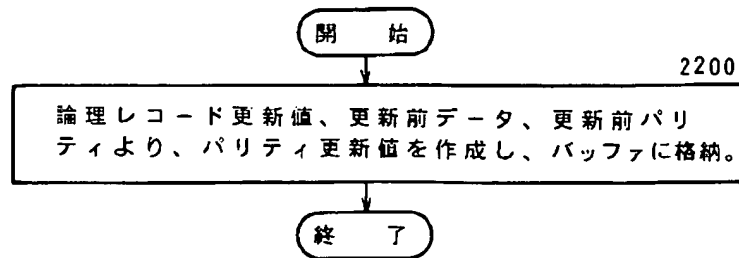 開 始
2200
論理レコード更新値、更新前データ、更新前パリ
ティより、パリティ更新値を作成し、バッファに格納。
終 了